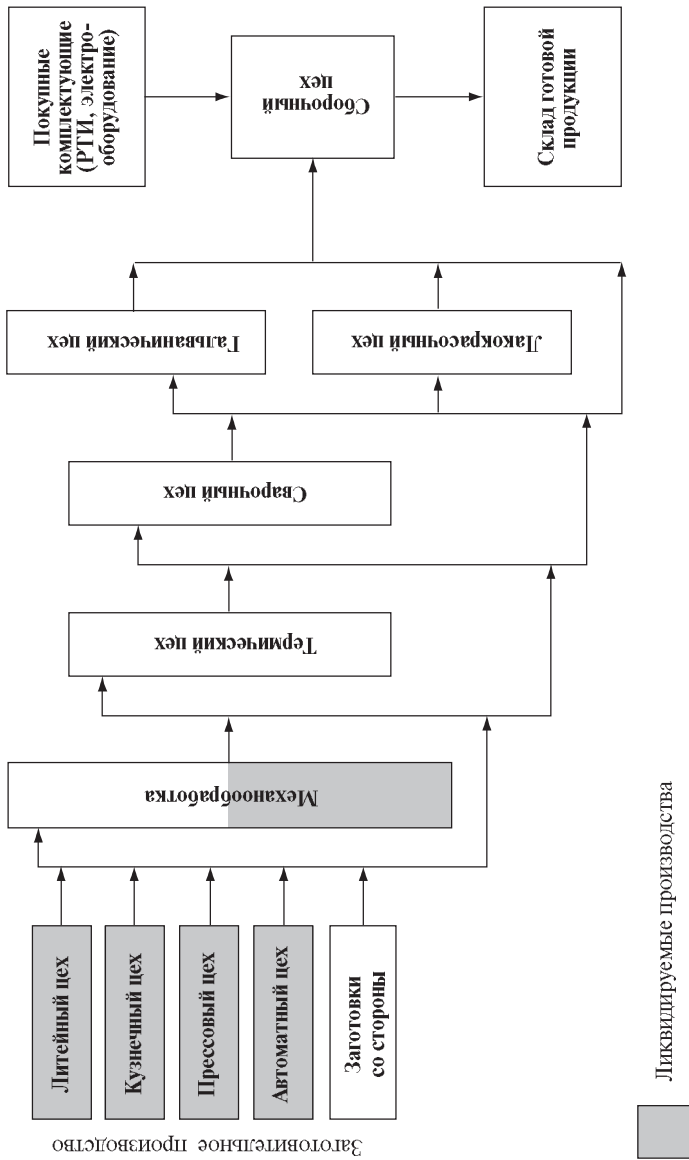 Заготовительное производство
Литейный цех
Кузнечный цех
Прессовый цех
Автоматный цех
Заготовки
со стороны
Механообработка
Термический цех
Сварочный цех
Гальванический цех
Лакокрасочный цех
Покупные
комплектующие
(РТИ, электро-
оборудование)
Сборочный
цех
Склад готовой
продукции
Ликвидируемые производства